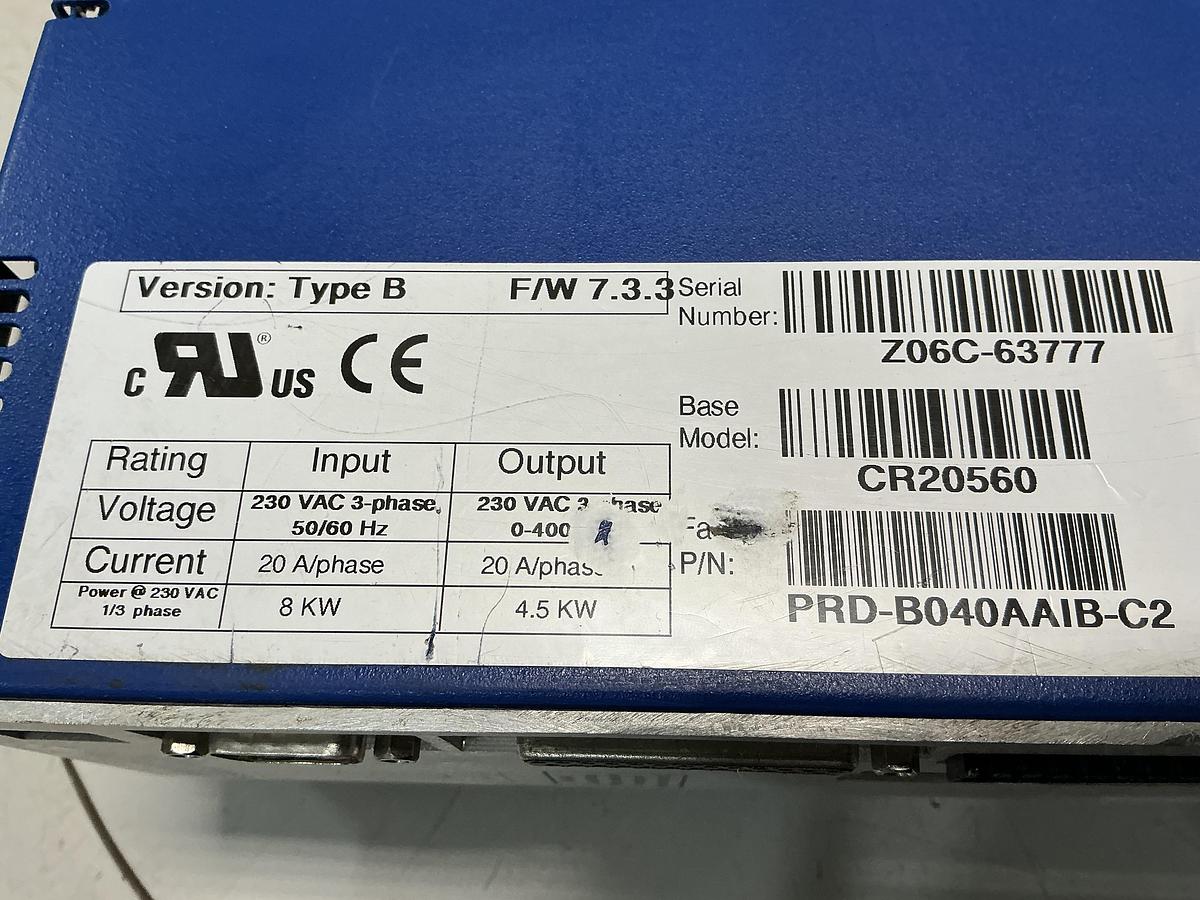 Version: Type B F/W 7.3.3
Serial
Number:
Z06C-63777
C RU ® US CE
Base
Model:
CR20560
Rating Input Output
Voltage 230 VAC 3-phase, 50/60 Hz 230 VAC 3 0-400
P/N:
PRD-B040AAIB-C2
Current 20 A/phase 20 A/phas
Power @ 230 VAC
1/3 phase 8 KW 4.5 KW